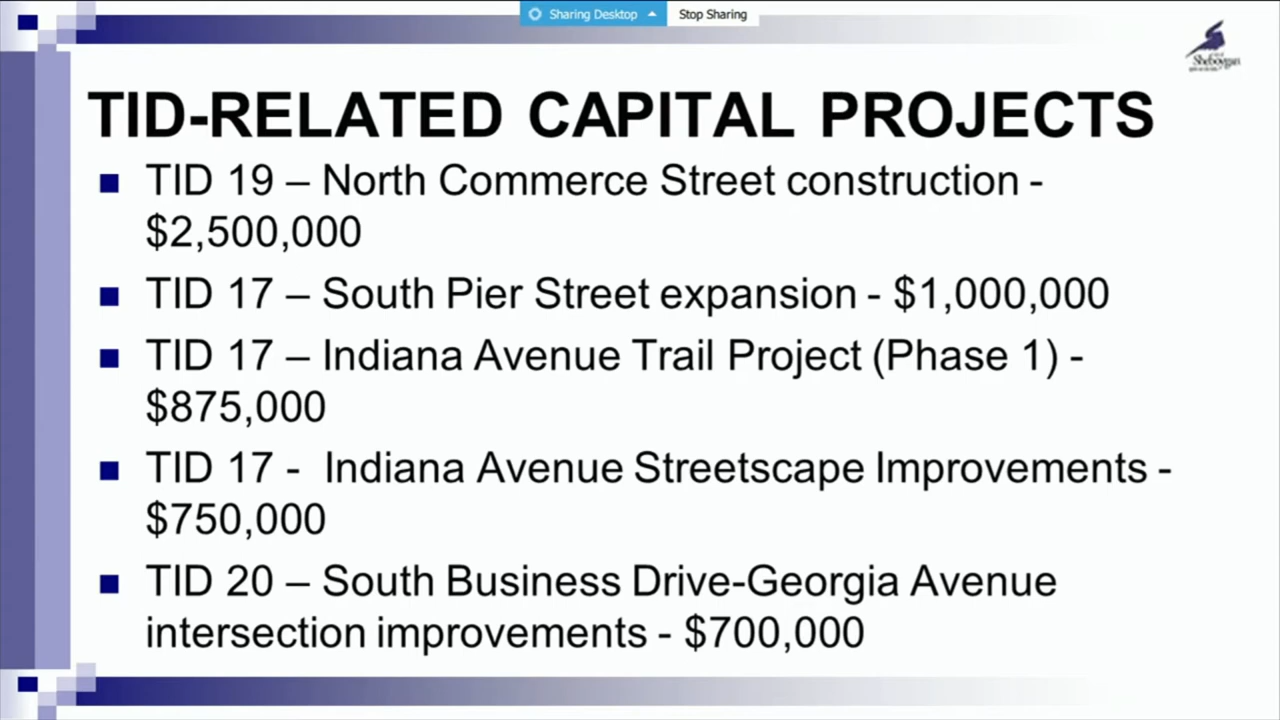 Sharing Desktop Stop Sharing
Sheboygan
TID-RELATED CAPITAL PROJECTS
TID 19 – North Commerce Street construction -
$2,500,000
TID 17 – South Pier Street expansion - $1,000,000
TID 17 – Indiana Avenue Trail Project (Phase 1) -
$875,000
TID 17 - Indiana Avenue Streetscape Improvements -
$750,000
TID 20 – South Business Drive-Georgia Avenue
intersection improvements - $700,000